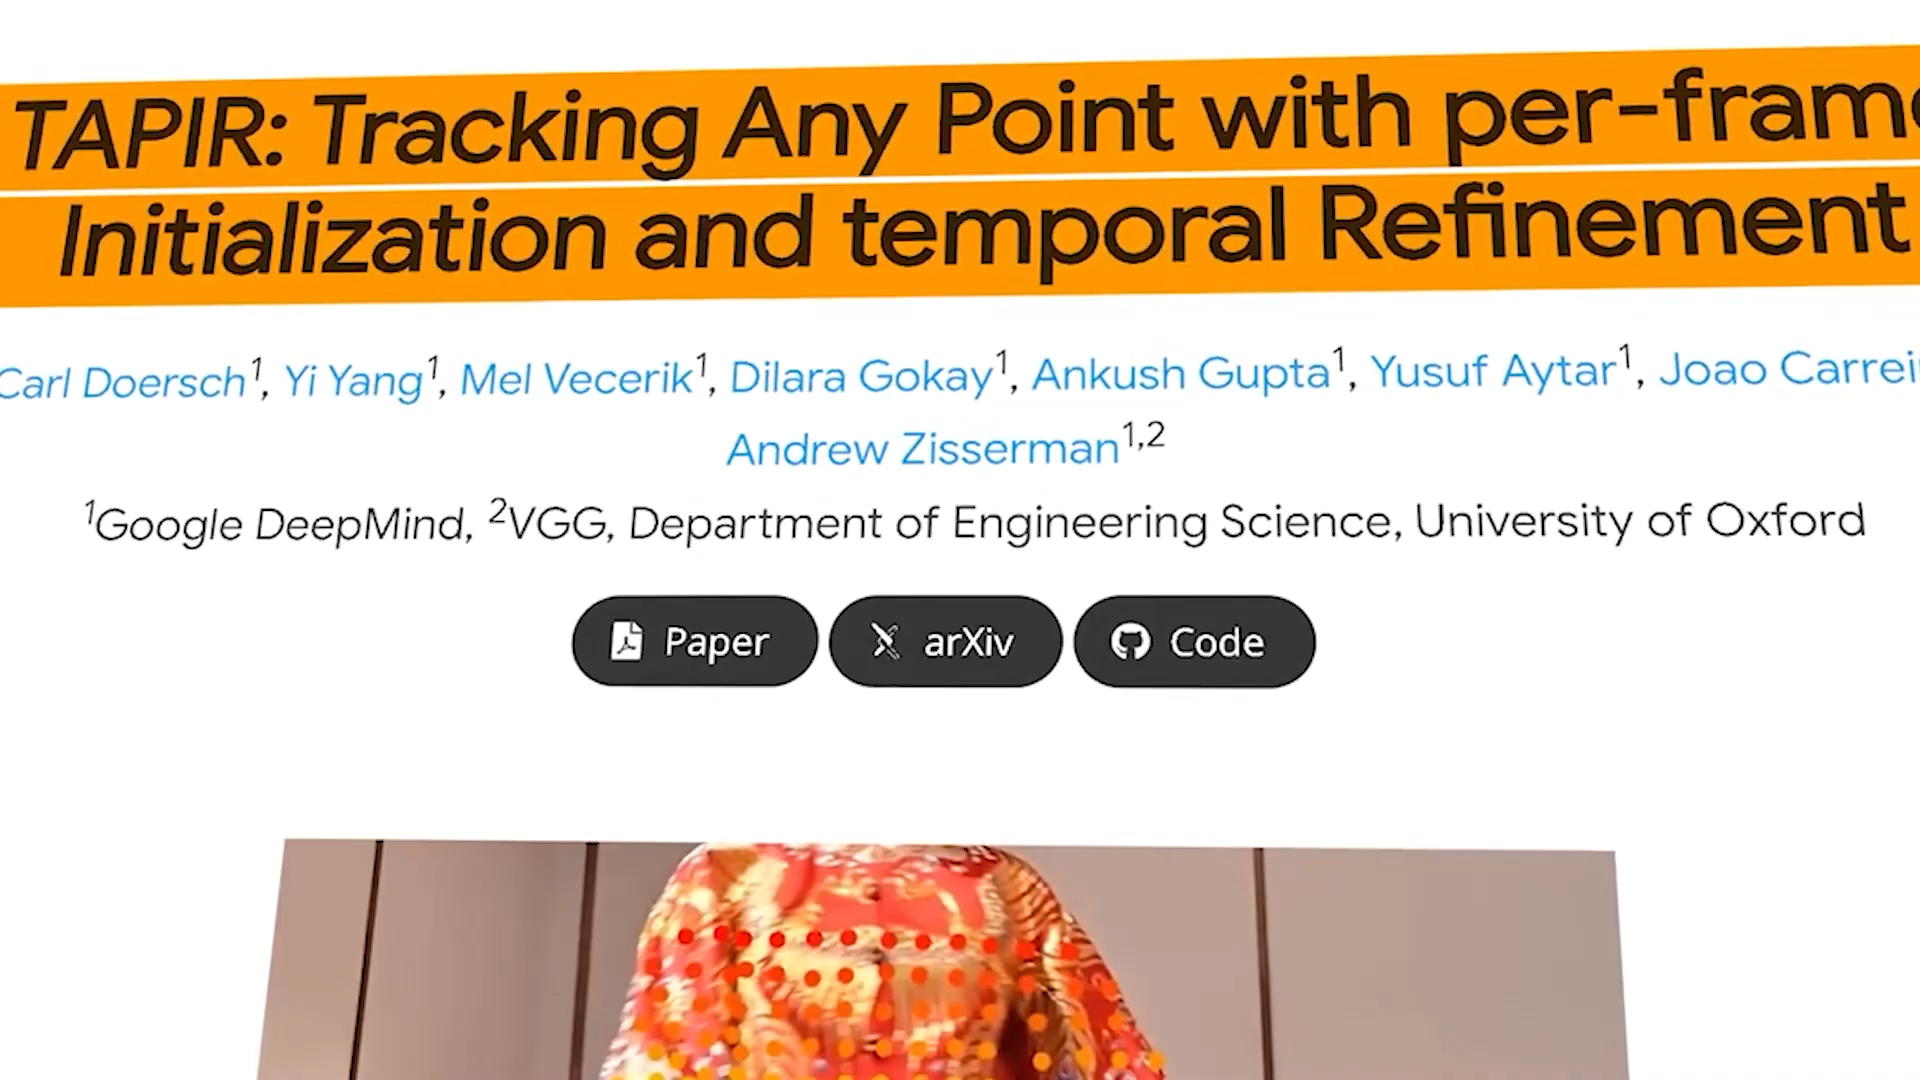 TAPIR: Tracking Any Point with per-fram
Initialization and temporal Refinement
Carl Doersch¹, Yi Yang¹, Mel Vecerik¹, Dilara Gokay¹, Ankush Gupta¹, Yusuf Aytar¹, Joao Carrei
Andrew Zisserman¹,²
¹Google DeepMind, ²VGG, Department of Engineering Science, University of Oxford
Paper arXiv Code